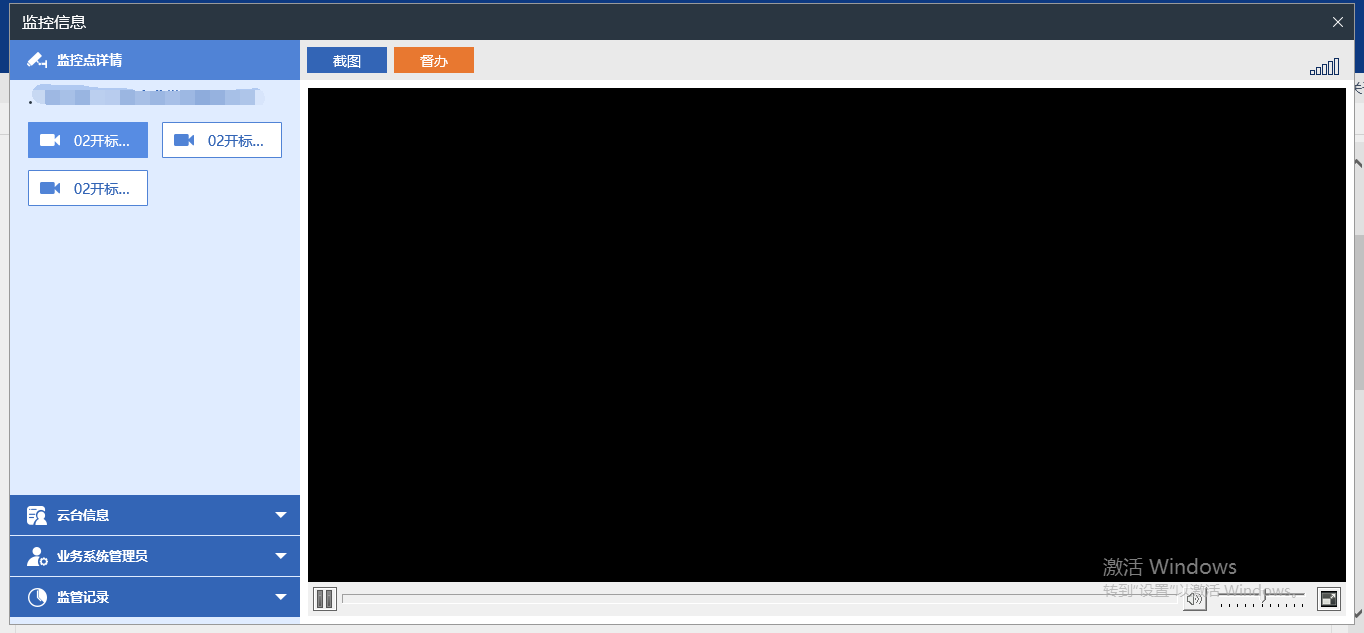 监控信息
监控点详情
截图
督办
02开标...
02开标...
02开标...
云台信息
业务系统管理员
监管记录
激活 Windows
转到"设置"以激活 Windows。